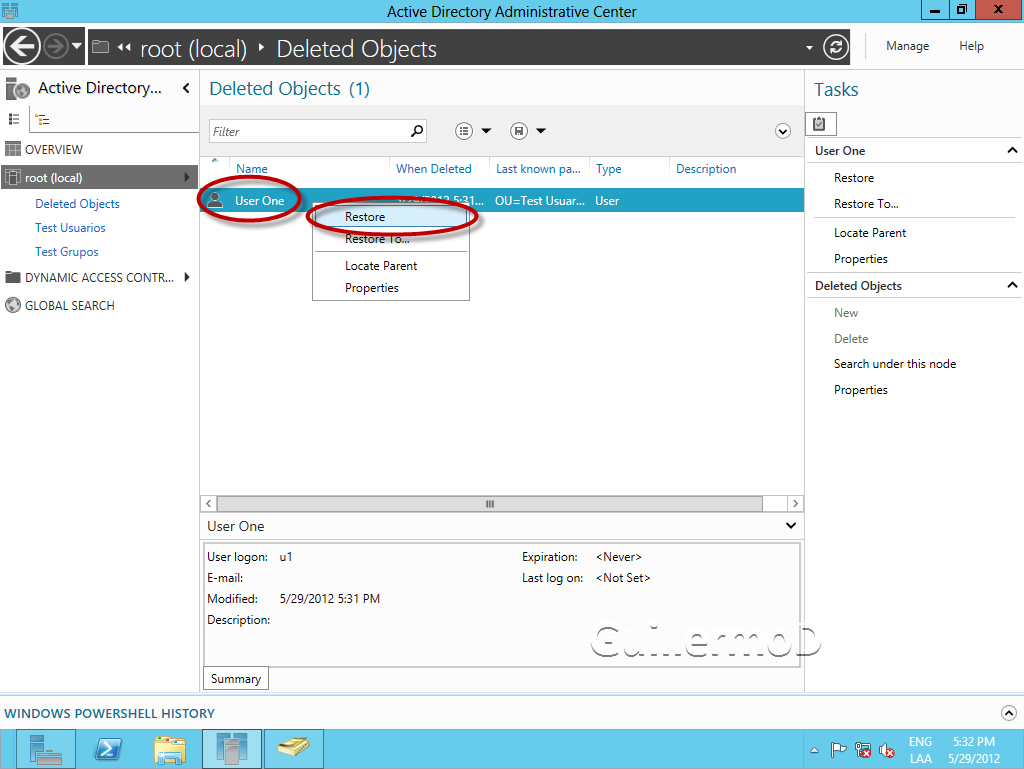 Active Directory Administrative Center
root (local) Deleted Objects
Manage Help
Active Directory...
Deleted Objects (1)
Tasks
Filter
OVERVIEW
root (local)
Deleted Objects
Test Usuarios
Test Grupos
DYNAMIC ACCESS CONTR...
GLOBAL SEARCH
Name When Deleted Last known pa... Type Description
User One 5:31... OU=Test Usuar... User
Restore
Restore To...
Locate Parent
Properties
User One
Restore
Restore To...
Locate Parent
Properties
Deleted Objects
New
Delete
Search under this node
Properties
User One
User logon: u1 Expiration: <Never>
E-mail: Last log on: <Not Set>
Modified: 5/29/2012 5:31 PM
Description:
GuillermoD
Summary
WINDOWS POWERSHELL HISTORY
ENG 5:32 PM
LAA 5/29/2012